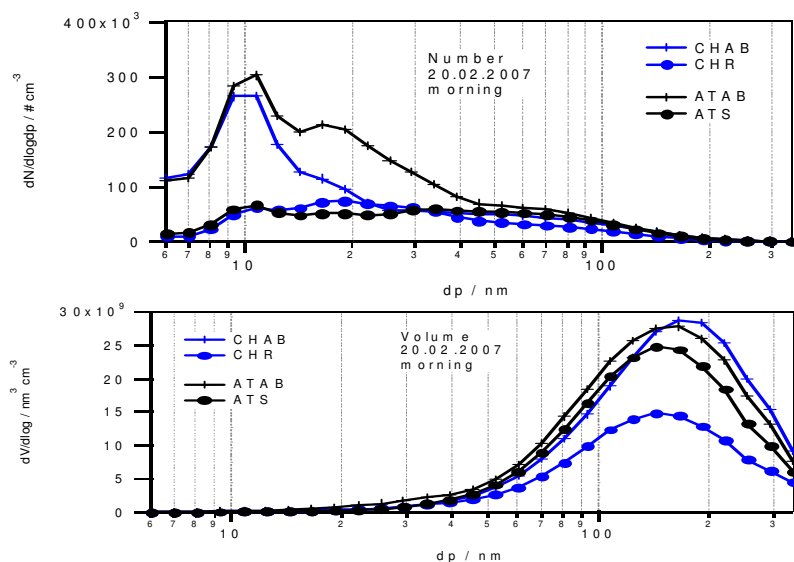 400x10³
300
200
100
0
dN/dlogdp / # cm⁻³
Number
20.02.2007
morning
CHAB
CHR
ATAB
ATS
6 7 8 9 10 2 3 4 5 6 7 8 9 100 2 3
dp / nm
30x10⁹
25
20
15
10
5
0
dV/dlog / nm³ cm⁻³
CHAB
CHR
ATAB
ATS
Volume
20.02.2007
morning
6 7 8 9 10 2 3 4 5 6 7 8 9 100 2 3
dp / nm